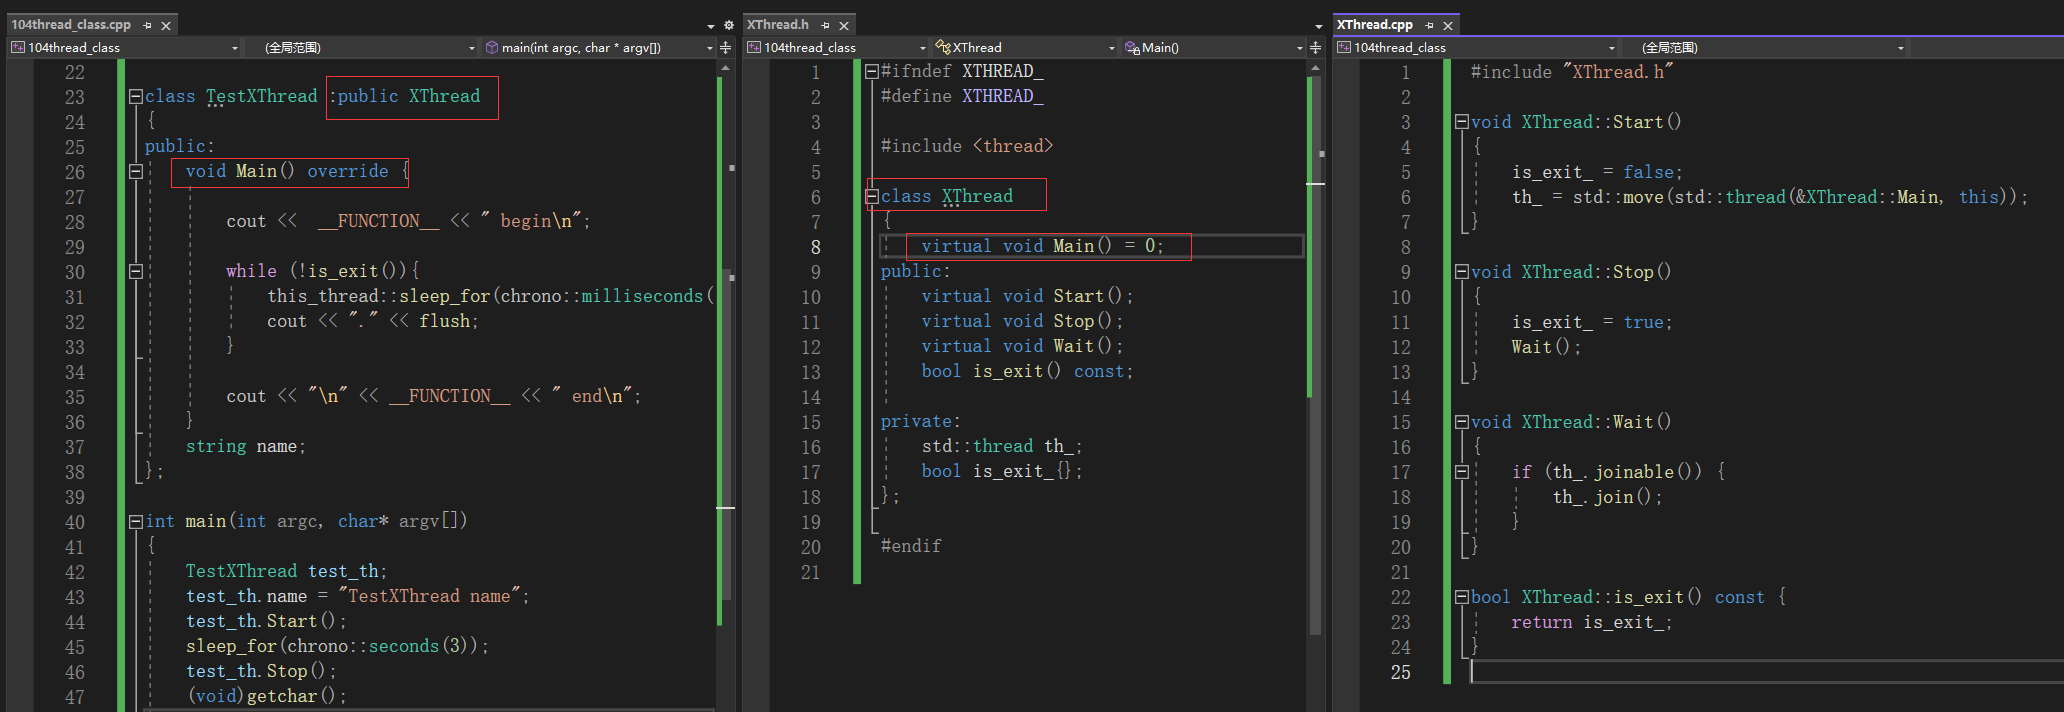 104thread_class.cpp
104thread_class
(全局范围)
main(int argc, char * argv[])
22
23 class TestXThread :public XThread
24 {
25 public:
26 void Main() override {
27
28 cout << __FUNCTION__ << " begin\n";
29
30 while (!is_exit()){
31 this_thread::sleep_for(chrono::milliseconds(
32 cout << "." << flush;
33 }
34
35 cout << "\n" << __FUNCTION__ << " end\n";
36 }
37 string name;
38 };
39
40 int main(int argc, char* argv[])
41 {
42 TestXThread test_th;
43 test_th.name = "TestXThread name";
44 test_th.Start();
45 sleep_for(chrono::seconds(3));
46 test_th.Stop();
47 (void)getchar();
XThread.h
104thread_class
XThread
Main()
1 #ifndef XTHREAD_
2 #define XTHREAD_
3
4 #include <thread>
5
6 class XThread
7 {
8 virtual void Main() = 0;
9 public:
10 virtual void Start();
11 virtual void Stop();
12 virtual void Wait();
13 bool is_exit() const;
14
15 private:
16 std::thread th_;
17 bool is_exit_{};
18 };
19
20 #endif
21
XThread.cpp
104thread_class
(全局范围)
1 #include "XThread.h"
2
3 void XThread::Start()
4 {
5 is_exit_ = false;
6 th_ = std::move(std::thread(&XThread::Main, this));
7 }
8
9 void XThread::Stop()
10 {
11 is_exit_ = true;
12 Wait();
13 }
14
15 void XThread::Wait()
16 {
17 if (th_.joinable()) {
18 th_.join();
19 }
20 }
21
22 bool XThread::is_exit() const {
23 return is_exit_;
24 }
25